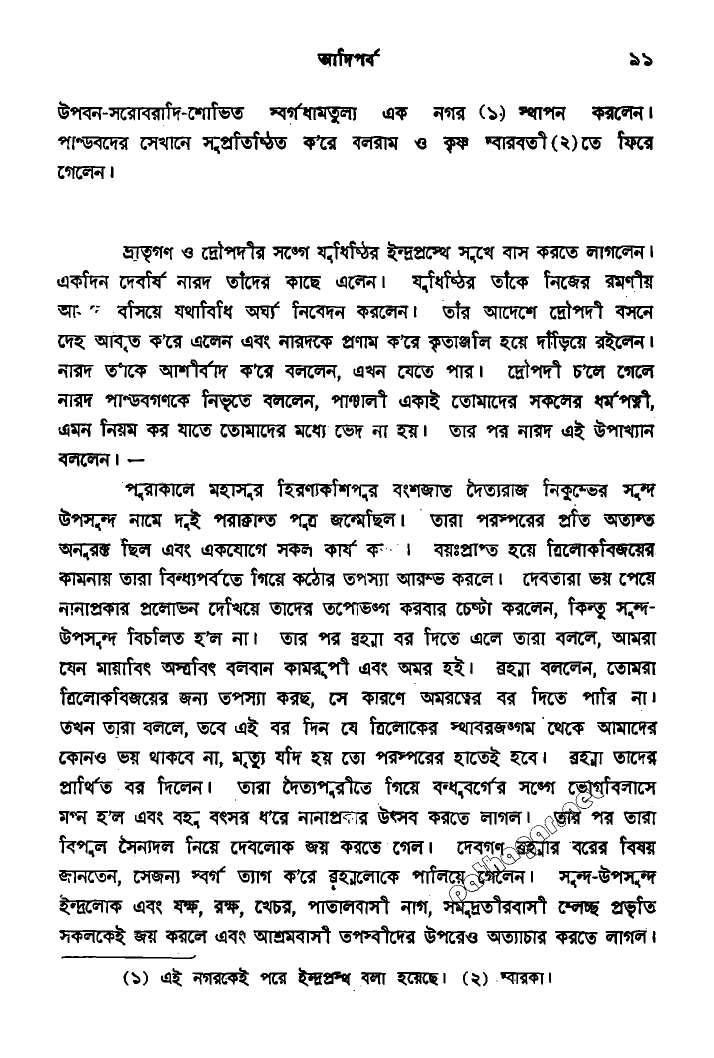 আদিপর্ব ৯১
উপবন-সরোবরাদি-শোভিত স্বর্গধামতুল্য এক নগর (১) স্থাপন করলেন।
পাণ্ডবদের সেখানে সুপ্রতিষ্ঠিত ক'রে বলরাম ও কৃষ্ণ দ্বারবতী(২)তে ফিরে
গেলেন।
ভ্রাতৃগণ ও দ্রৌপদীর সঙ্গে যুধিষ্ঠির ইন্দ্রপ্রস্থে সুখে বাস করতে লাগলেন।
একদিন দেবর্ষি নারদ তাঁদের কাছে এলেন। যুধিষ্ঠির তাঁকে নিজের রমণীয়
বসিয়ে যথাবিধি অর্ঘ্য নিবেদন করলেন। তাঁর আদেশে দ্রৌপদী বসনে
দেহ আবৃত ক'রে এলেন এবং নারদকে প্রণাম ক'রে কৃতাঞ্জলি হয়ে দাঁড়িয়ে রইলেন।
নারদ তাঁকে আশীর্বাদ ক'রে বললেন, এখন যেতে পার। দ্রৌপদী চ'লে গেলে
নারদ পাণ্ডবগণকে নিভৃতে বললেন, পাঞ্চালী একাই তোমাদের সকলের ধর্মপত্নী,
এমন নিয়ম কর যাতে তোমাদের মধ্যে ভেদ না হয়। তার পর নারদ এই উপাখ্যান
বললেন। —
পুরাকালে মহাসুর হিরণ্যকশিপুর বংশজাত দৈত্যরাজ নিকুম্ভের সুন্দ
উপসুন্দ নামে দুই পরাক্রান্ত পুত্র জন্মেছিল। তারা পরস্পরের প্রতি অত্যন্ত
অনুরক্ত ছিল এবং একযোগে সকল কার্য ক । বয়ঃপ্রাপ্ত হয়ে ত্রিলোকবিজয়ের
কামনায় তারা বিন্ধ্যপর্বতে গিয়ে কঠোর তপস্যা আরম্ভ করলে। দেবতারা ভয় পেয়ে
নানাপ্রকার প্রলোভন দেখিয়ে তাদের তপোভঙ্গ করবার চেষ্টা করলেন, কিন্তু সুন্দ-
উপসুন্দ বিচলিত হ'ল না। তার পর ব্রহ্মা বর দিতে এলে তারা বললে, আমরা
যেন মায়াবিৎ অস্ত্রবিৎ বলবান কামরূপী এবং অমর হই। ব্রহ্মা বললেন, তোমরা
ত্রিলোকবিজয়ের জন্য তপস্যা করছ, সে কারণে অমরত্বের বর দিতে পারি না।
তখন তারা বললে, তবে এই বর দিন যে ত্রিলোকের স্থাবরজঙ্গম থেকে আমাদের
কোনও ভয় থাকবে না, মৃত্যু যদি হয় তো পরস্পরের হাতেই হবে। ব্রহ্মা তাদের
প্রার্থিত বর দিলেন। তারা দৈত্যপুরীতে গিয়ে বন্ধুবর্গের সঙ্গে ভোগবিলাসে
মগ্ন হ'ল এবং বহু বৎসর ধ'রে নানাপ্রকার উৎসব করতে লাগল। তার পর তারা
বিপুল সৈন্যদল নিয়ে দেবলোক জয় করতে গেল। দেবগণ ব্রহ্মার বরের বিষয়
জানতেন, সেজন্য স্বর্গ ত্যাগ ক'রে ব্রহ্মলোকে পালিয়ে গেলেন। সুন্দ-উপসুন্দ
ইন্দ্রলোক এবং যক্ষ, রক্ষ, খেচর, পাতালবাসী নাগ, সমুদ্রতীরবাসী ম্লেচ্ছ প্রভৃতি
সকলকেই জয় করলে এবং আশ্রমবাসী তপস্বীদের উপরেও অত্যাচার করতে লাগল।
(১) এই নগরকেই পরে ইন্দ্রপ্রস্থ বলা হয়েছে। (২) দ্বারকা।